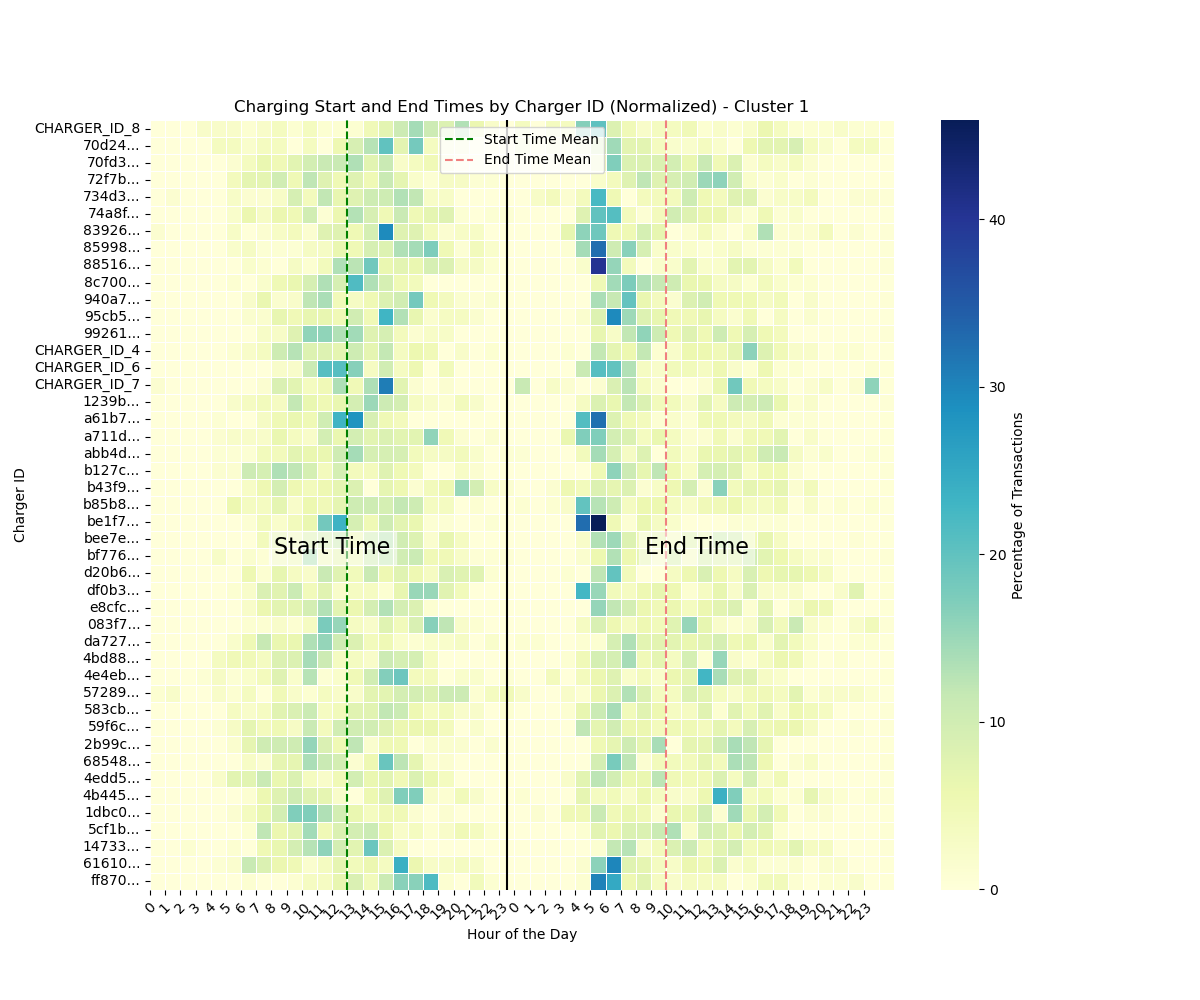 Charging Start and End Times by Charger ID (Normalized) - Cluster 1
Start Time Mean
End Time Mean
Charger ID
CHARGER_ID_8
70d24...
70fd3...
72f7b...
734d3...
74a8f...
83926...
85998...
88516...
8c700...
940a7...
95cb5...
99261...
CHARGER_ID_4
CHARGER_ID_6
CHARGER_ID_7
1239b...
a61b7...
a711d...
abb4d...
b127c...
b43f9...
b85b8...
be1f7...
bee7e...
bf776...
d20b6...
df0b3...
e8cfc...
083f7...
da727...
4bd88...
4e4eb...
57289...
583cb...
59f6c...
2b99c...
68548...
4edd5...
4b445...
1dbc0...
5cf1b...
14733...
61610...
ff870...
Start Time
End Time
0 1 2 3 4 5 6 7 8 9 10 11 12 13 14 15 16 17 18 19 20 21 22 23 0 1 2 3 4 5 6 7 8 9 10 11 12 13 14 15 16 17 18 19 20 21 22 23
Hour of the Day
40
30
20
10
0
Percentage of Transactions